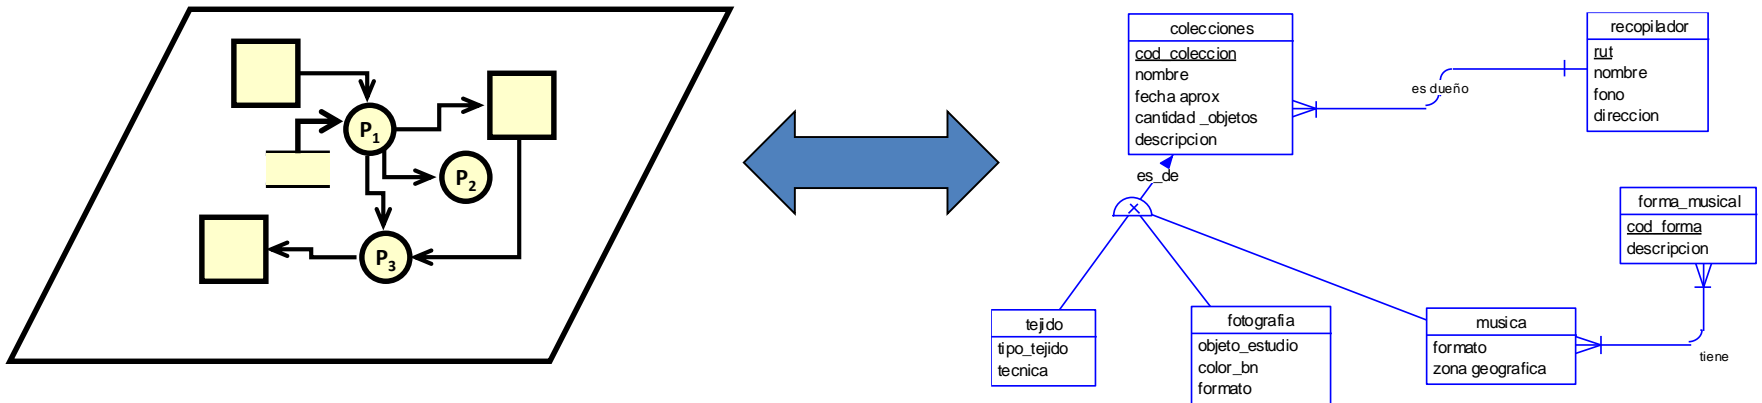 P1
P2
P3
colecciones
cod_coleccion
nombre
fecha aprox
cantidad _objetos
descripcion
es dueño
recopilador
rut
nombre
fono
direccion
es_de
forma_musical
cod_forma
descripcion
tejido
tipo_tejido
tecnica
fotografia
objeto_estudio
color_bn
formato
musica
formato
zona geografica
tiene